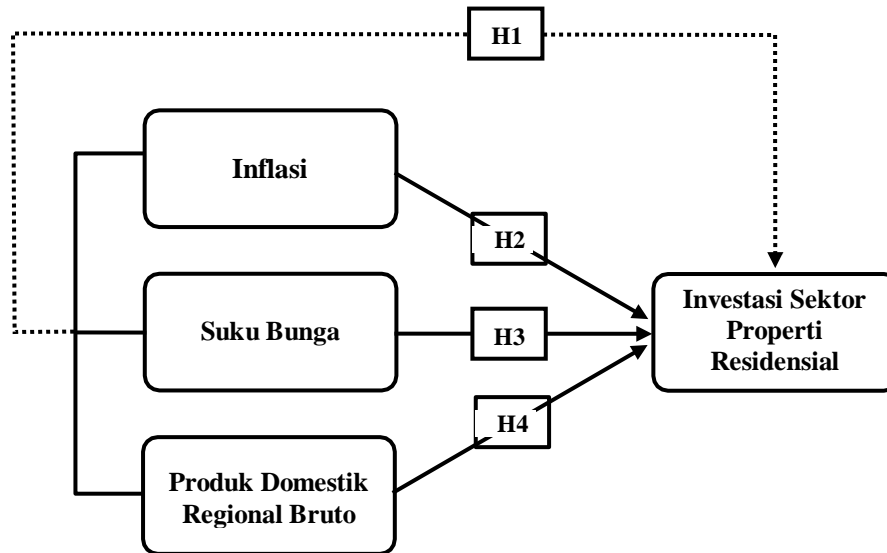 H1
Inflasi
H2
Suku Bunga
H3
Investasi Sektor
Properti
Residensial
H4
Produk Domestik
Regional Bruto